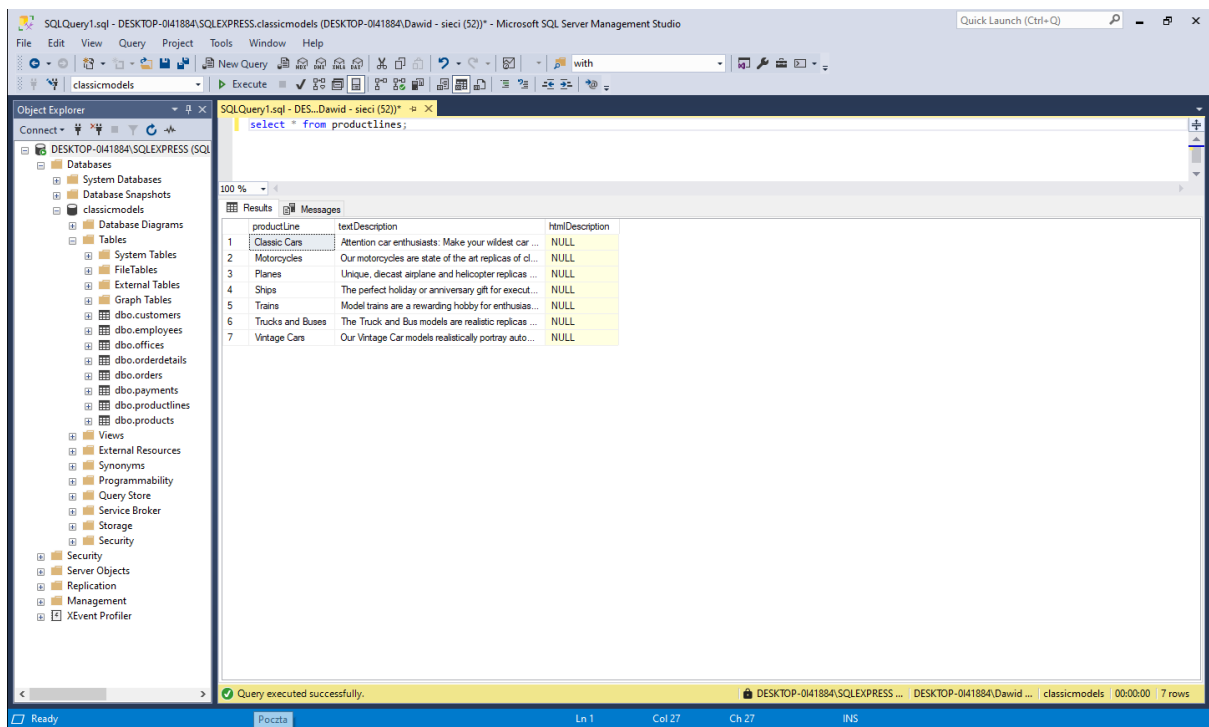 SQLQuery1.sql - DESKTOP-0I41884\SQLEXPRESS.classicmodels (DESKTOP-0I41884\Dawid - sieci (52))* - Microsoft SQL Server Management Studio
Quick Launch (Ctrl+Q)
File Edit View Query Project Tools Window Help
New Query MDX DMX XMLA DAX with
classicmodels Execute
Object Explorer
SQLQuery1.sql - DES...Dawid - sieci (52))*
Connect
select * from productlines;
DESKTOP-0I41884\SQLEXPRESS (SQL
Databases
System Databases
Database Snapshots
classicmodels
Database Diagrams
Tables
System Tables
FileTables
External Tables
Graph Tables
dbo.customers
dbo.employees
dbo.offices
dbo.orderdetails
dbo.orders
dbo.payments
dbo.productlines
dbo.products
Views
External Resources
Synonyms
Programmability
Query Store
Service Broker
Storage
Security
Security
Server Objects
Replication
Management
XEvent Profiler
100 %
Results Messages
productLine textDescription htmlDescription
1 Classic Cars Attention car enthusiasts: Make your wildest car ... NULL
2 Motorcycles Our motorcycles are state of the art replicas of cl... NULL
3 Planes Unique, diecast airplane and helicopter replicas ... NULL
4 Ships The perfect holiday or anniversary gift for execut... NULL
5 Trains Model trains are a rewarding hobby for enthusias... NULL
6 Trucks and Buses The Truck and Bus models are realistic replicas ... NULL
7 Vintage Cars Our Vintage Car models realistically portray auto... NULL
Query executed successfully. DESKTOP-0I41884\SQLEXPRESS ... DESKTOP-0I41884\Dawid ... classicmodels 00:00:00 7 rows
Ready Poczta Ln 1 Col 27 Ch 27 INS